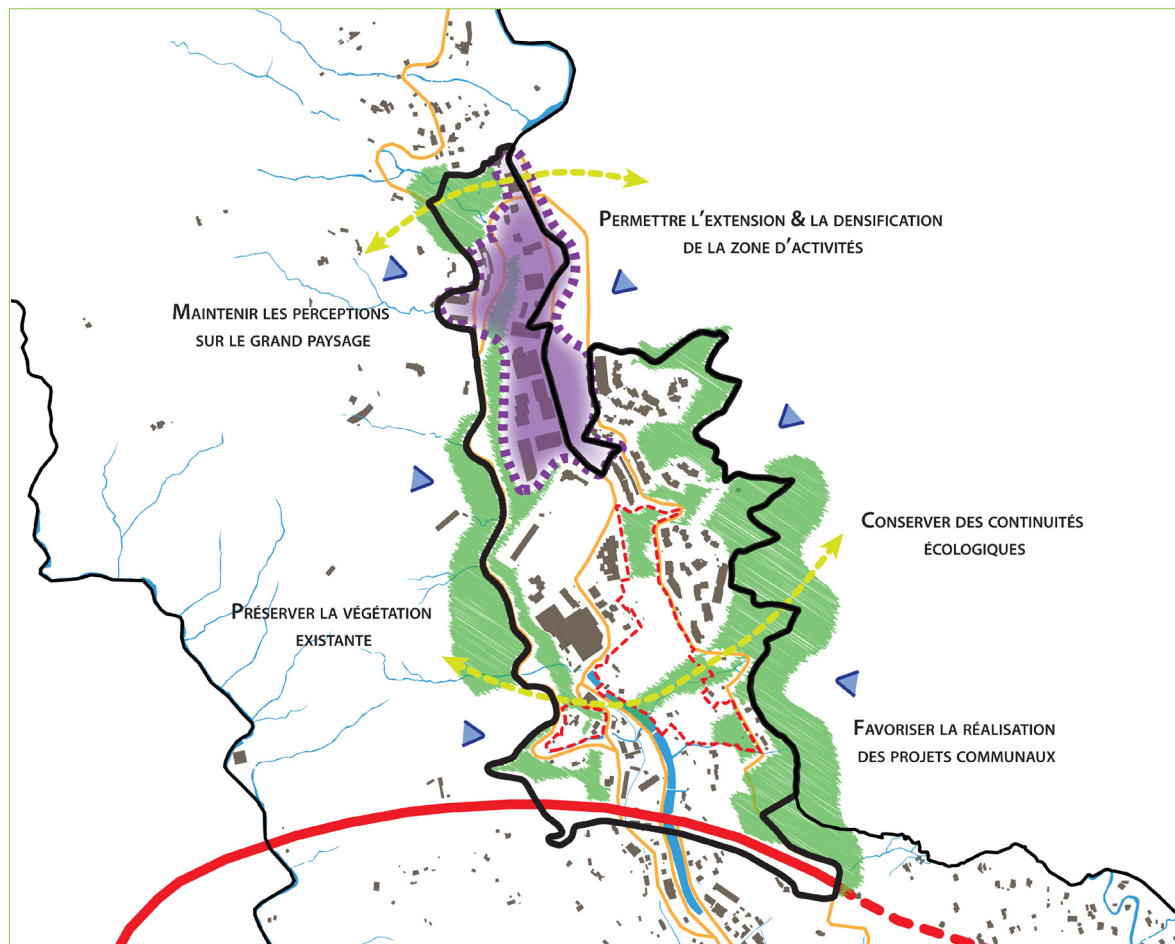 Permettre l'extension & la densification
de la zone d'activités
Maintenir les perceptions
sur le grand paysage
Conserver des continuités
écologiques
Préserver la végétation
existante
Favoriser la réalisation
des projets communaux